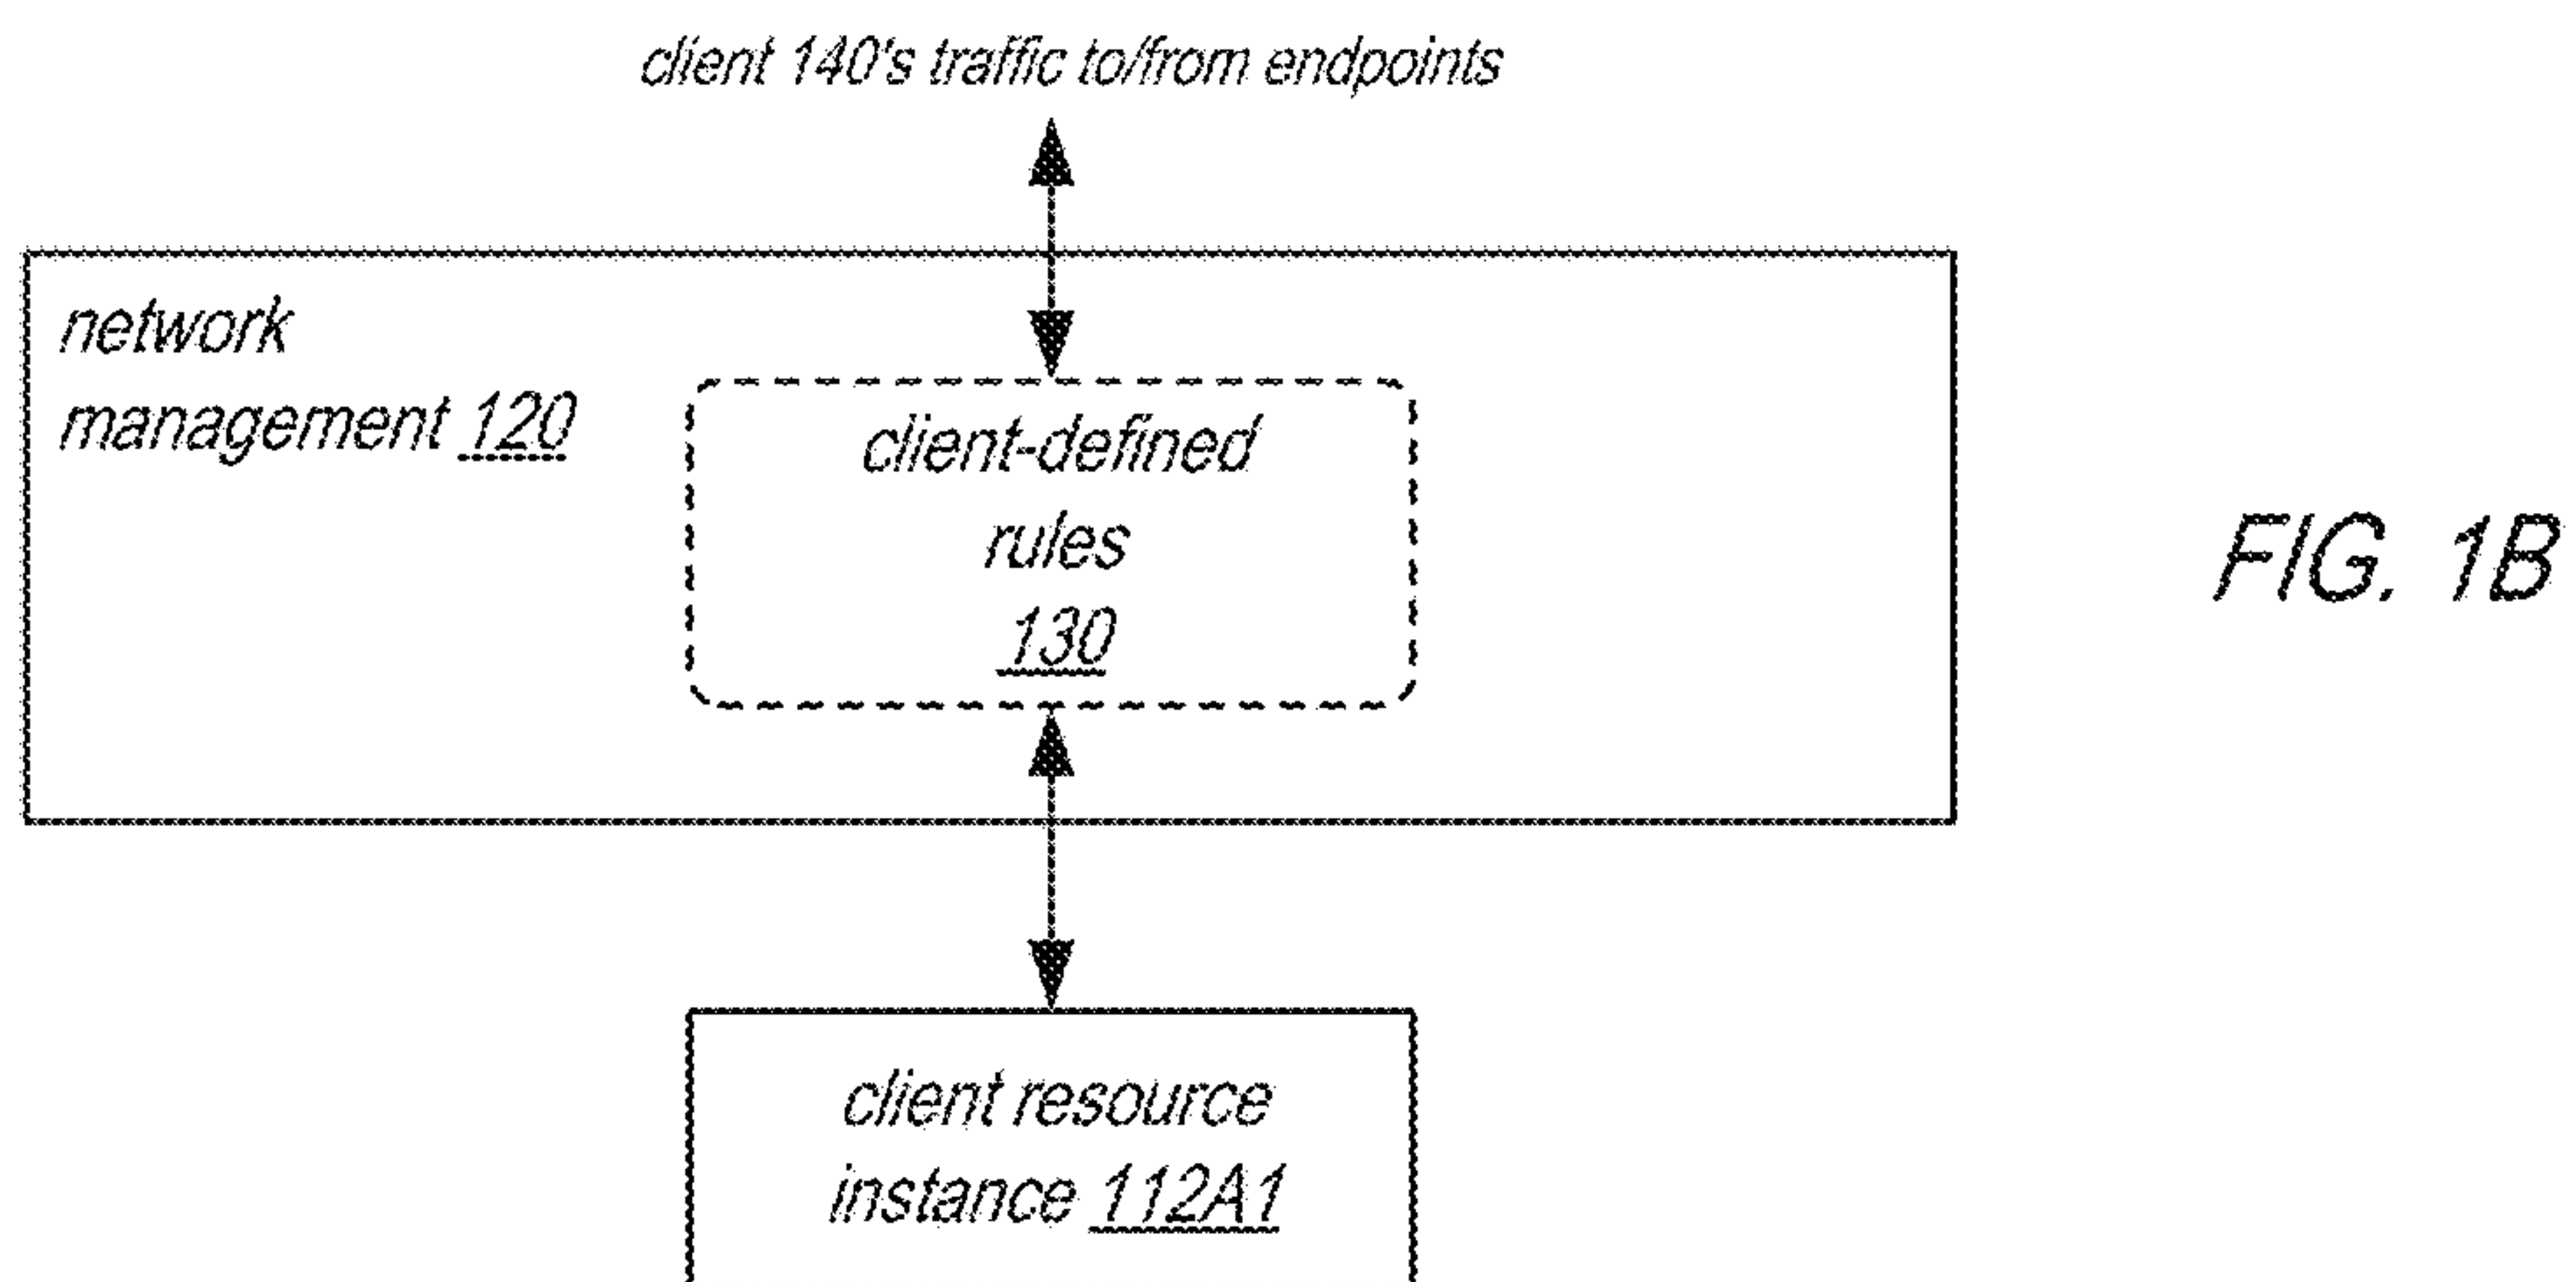 client 140's traffic to/from endpoints
network
management 120
client-defined
rules
130
FIG. 1B
client resource
instance 112A1